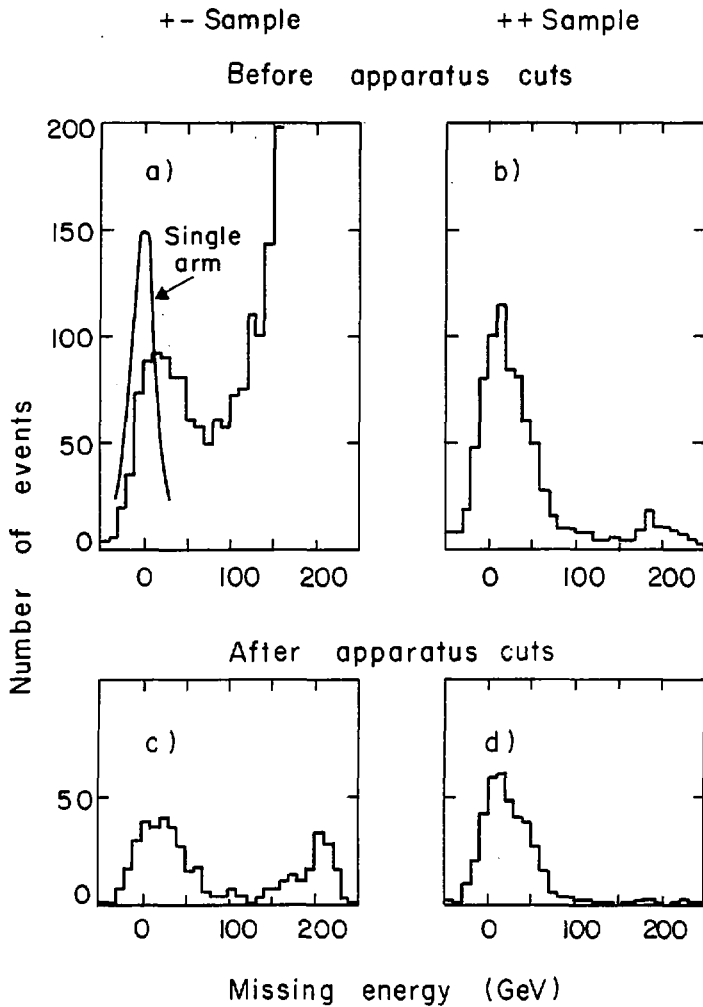 +- Sample
++ Sample
Before apparatus cuts
200
150
100
50
0
a)
Single
arm
b)
0 100 200
0 100 200
Number of events
After apparatus cuts
50
0
c)
d)
0 100 200
0 100 200
Missing energy (GeV)